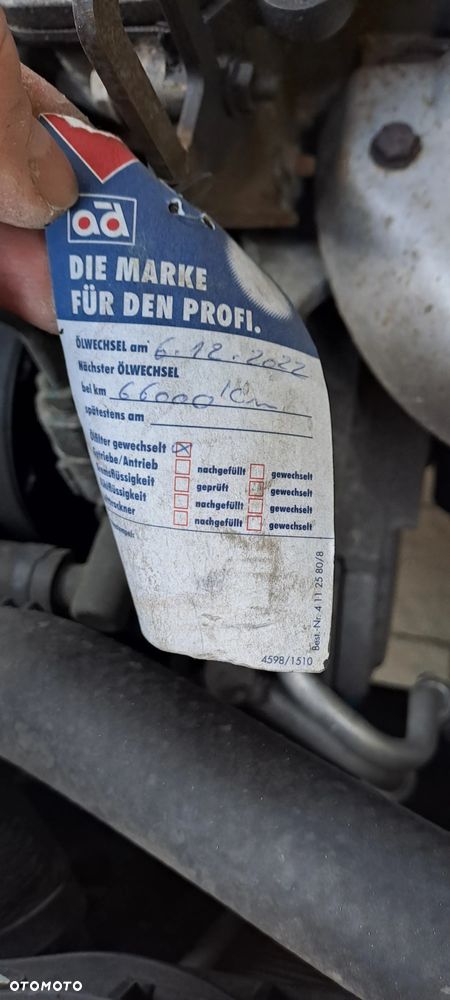 ad
DIE MARKE
FÜR DEN PROFI.
ÖLWECHSEL am 6.12.2022
Nächster ÖLWECHSEL
bei km 66000 Km
spätestens am
Ölfilter gewechselt
Getriebe/Antrieb nachgefüllt gewechselt
geprüft gewechselt
nachgefüllt gewechselt
nachgefüllt gewechselt
Best.-Nr. 4 11 25 80/8
4598/1510
OTOMOTO